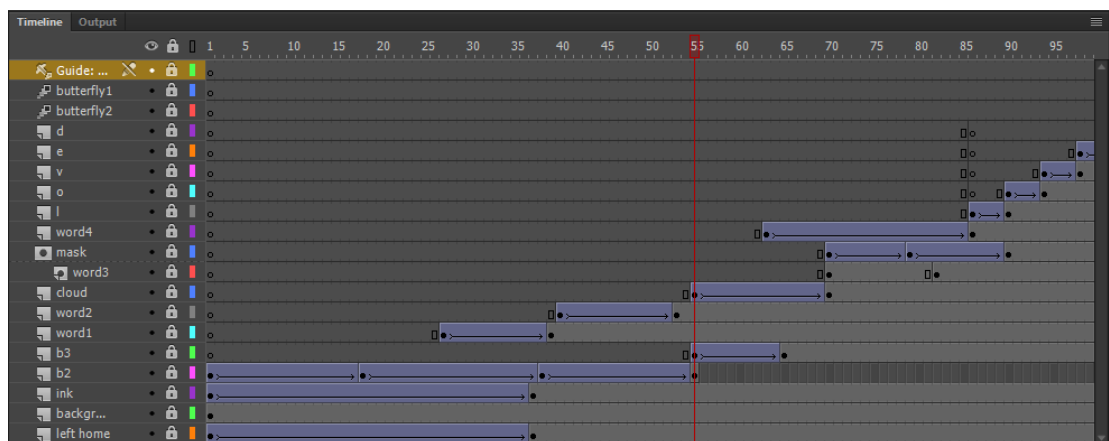 Timeline Output
1 5 10 15 20 25 30 35 40 45 50 55 60 65 70 75 80 85 90 95
Guide: ...
butterfly1
butterfly2
d
e
v
o
l
word4
mask
word3
cloud
word2
word1
b3
b2
ink
backgr...
left home